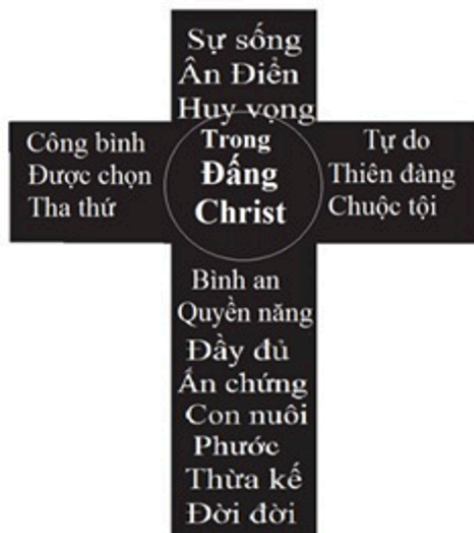 Sự sống
Ân Điển
Huy vọng
Công bình
Được chọn
Tha thứ
Trong
Đấng
Christ
Tự do
Thiên đàng
Chuộc tội
Bình an
Quyền năng
Đầy đủ
Ấn chứng
Con nuôi
Phước
Thừa kế
Đời đời